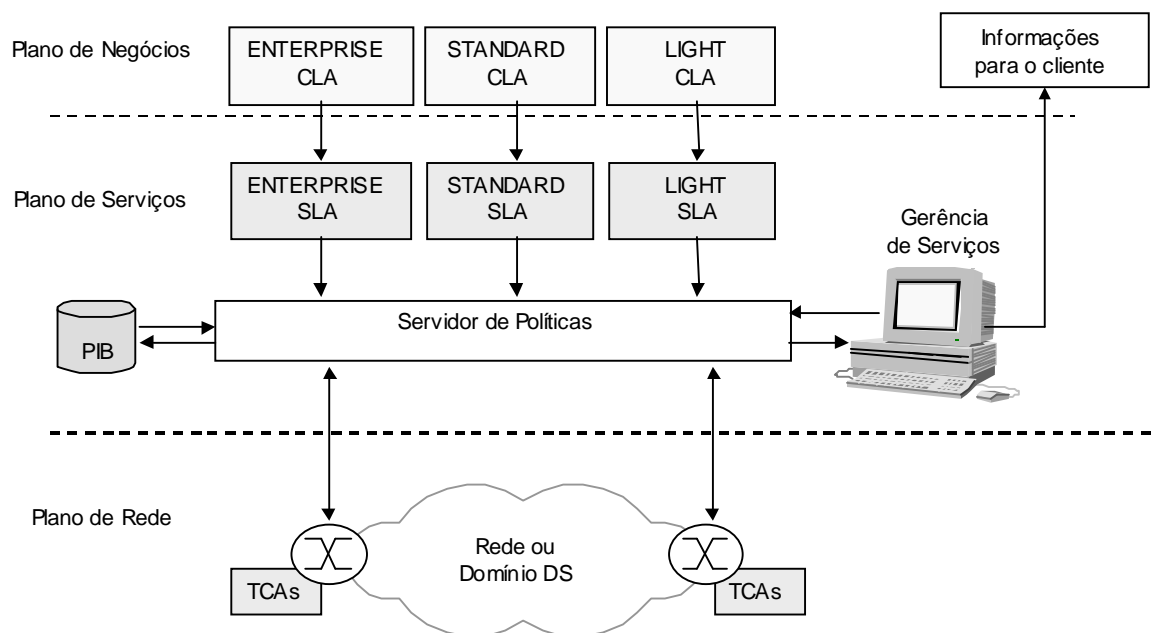 Plano de Negócios
ENTERPRISE
CLA
STANDARD
CLA
LIGHT
CLA
Informações
para o cliente
Plano de Serviços
ENTERPRISE
SLA
STANDARD
SLA
LIGHT
SLA
Gerência
de Serviços
PIB
Servidor de Políticas
Plano de Rede
Rede ou
Domínio DS
TCAs
TCAs